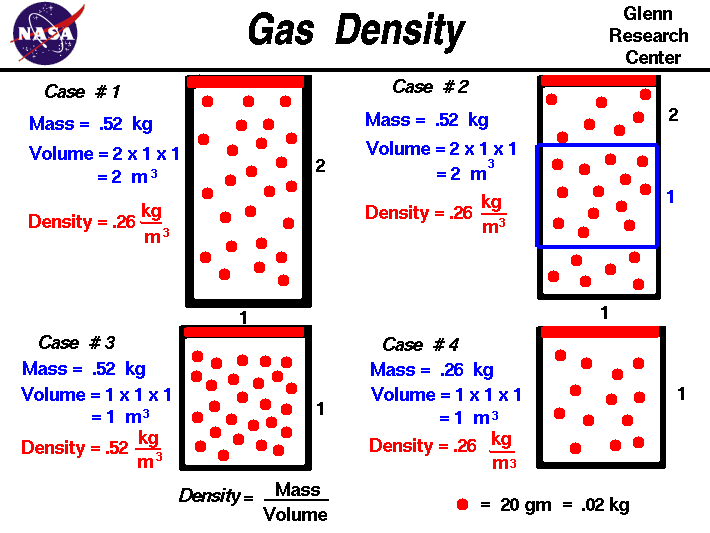 NASA
Gas Density
Glenn
Research
Center
Case # 1
Mass = .52 kg
Volume = 2 x 1 x 1
= 2 m3
Density = .26 kg
m3
2
1
Case # 2
Mass = .52 kg
Volume = 2 x 1 x 1
= 2 m3
Density = .26 kg
m3
2
1
1
Case # 3
Mass = .52 kg
Volume = 1 x 1 x 1
= 1 m3
Density = .52 kg
m3
1
Case # 4
Mass = .26 kg
Volume = 1 x 1 x 1
= 1 m3
Density = .26 kg
m3
1
Density = Mass
Volume
= 20 gm = .02 kg